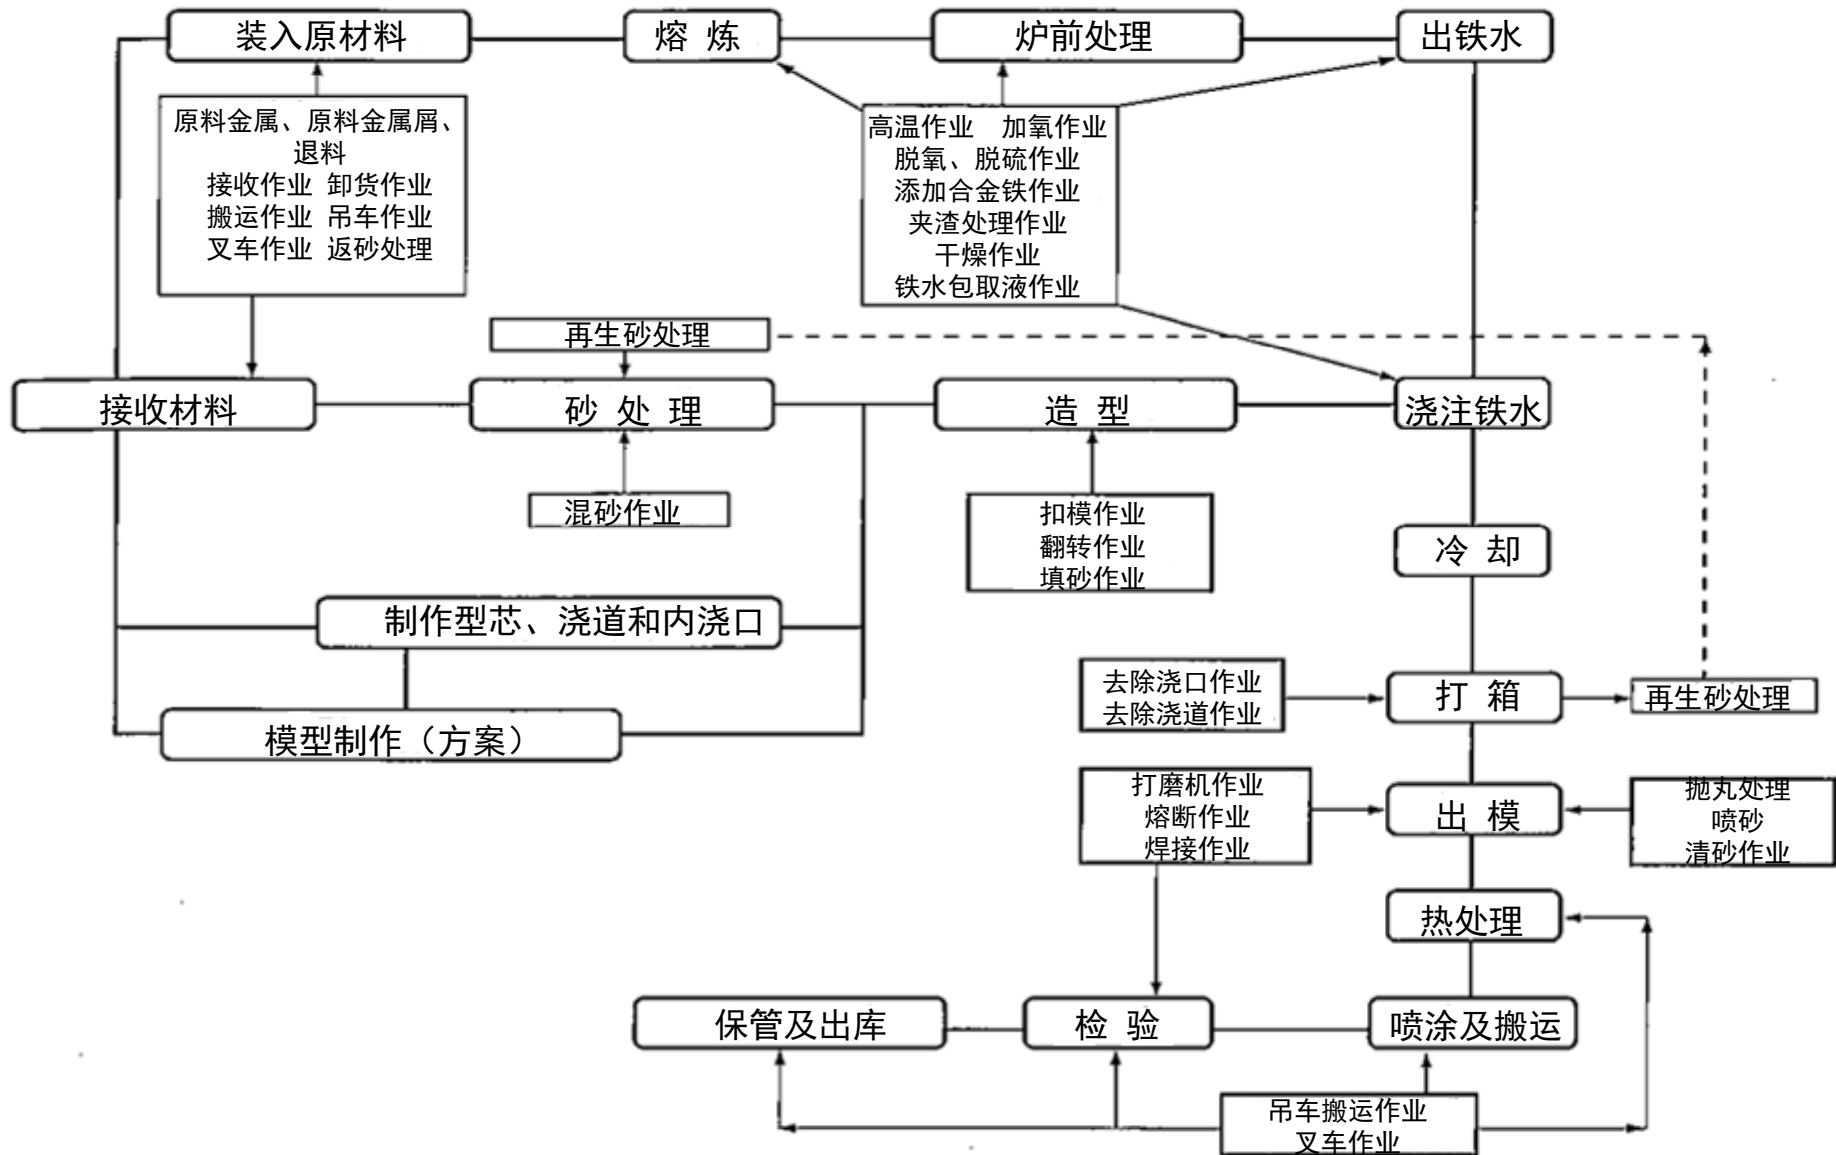 装入原材料
熔 炼
炉前处理
出铁水
原料金属、原料金属屑、
退料
接收作业 卸货作业
搬运作业 吊车作业
叉车作业 返砂处理
高温作业 加氧作业
脱氧、脱硫作业
添加合金铁作业
夹渣处理作业
干燥作业
铁水包取液作业
再生砂处理
接收材料
砂 处 理
造 型
浇注铁水
混砂作业
扣模作业
翻转作业
填砂作业
冷 却
制作型芯、浇道和内浇口
去除浇口作业
去除浇道作业
打 箱
再生砂处理
模型制作（方案）
打磨机作业
熔断作业
焊接作业
出 模
抛丸处理
喷砂
清砂作业
热处理
保管及出库
检 验
喷涂及搬运
吊车搬运作业
叉车作业